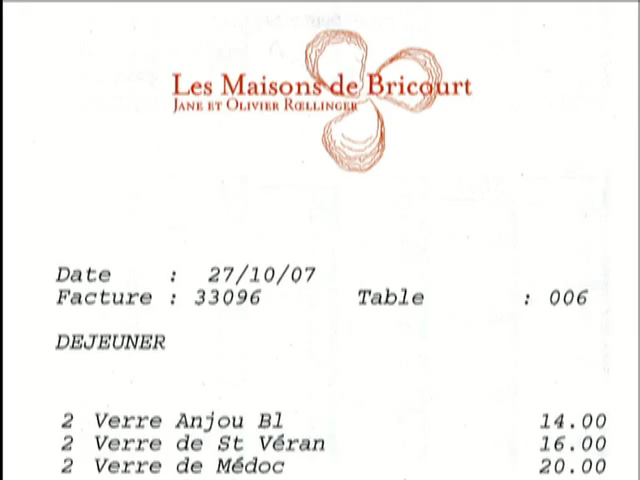 Les Maisons de Bricourt
JANE ET OLIVIER RŒLLINGER
Date : 27/10/07
Facture : 33096 Table : 006
DEJEUNER
2 Verre Anjou Bl 14.00
2 Verre de St Véran 16.00
2 Verre de Médoc 20.00